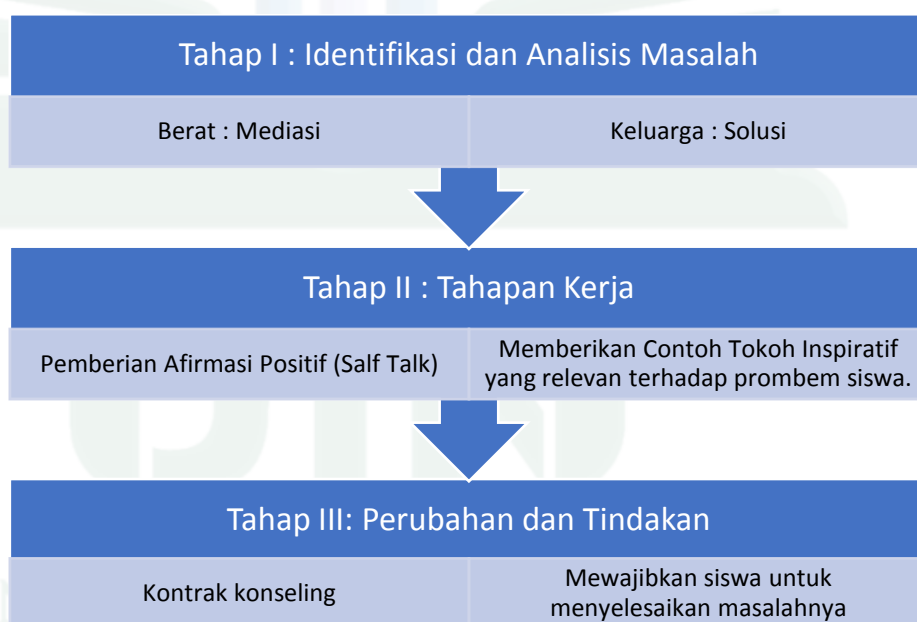 Tahap I : Identifikasi dan Analisis Masalah
Berat : Mediasi
Keluarga : Solusi
Tahap II : Tahapan Kerja
Pemberian Afirmasi Positif (Salf Talk)
Memberikan Contoh Tokoh Inspiratif
yang relevan terhadap prombem siswa.
Tahap III: Perubahan dan Tindakan
Kontrak konseling
Mewajibkan siswa untuk
menyelesaikan masalahnya